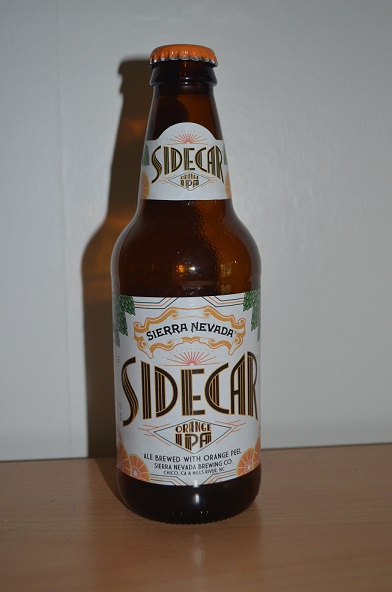 SIDECAR
ORANGE
IPA
SIERRA NEVADA
SIDECAR
ORANGE
IPA
ALE BREWED WITH ORANGE PEEL
SIERRA NEVADA BREWING CO.
CHICO, CA & MILLS RIVER, NC